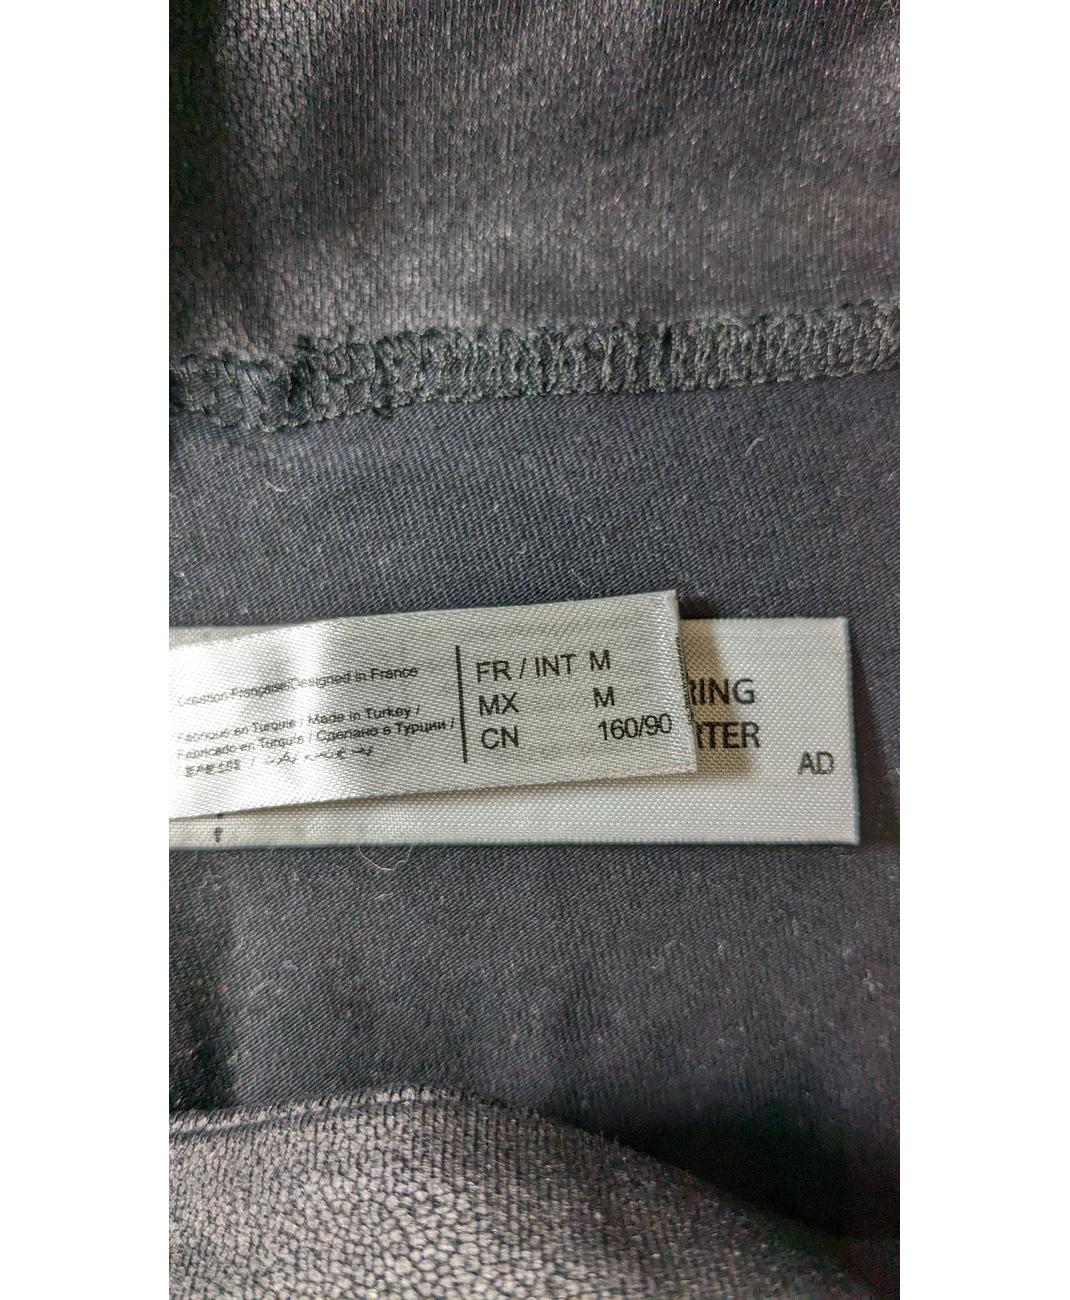 Création Française/Designed in France
Fabriqué en Turquie / Made in Turkey /
Fabricado en Turquía / Сделано в Турции /
FR / INT M
MX M
CN 160/90
RING
TER
AD